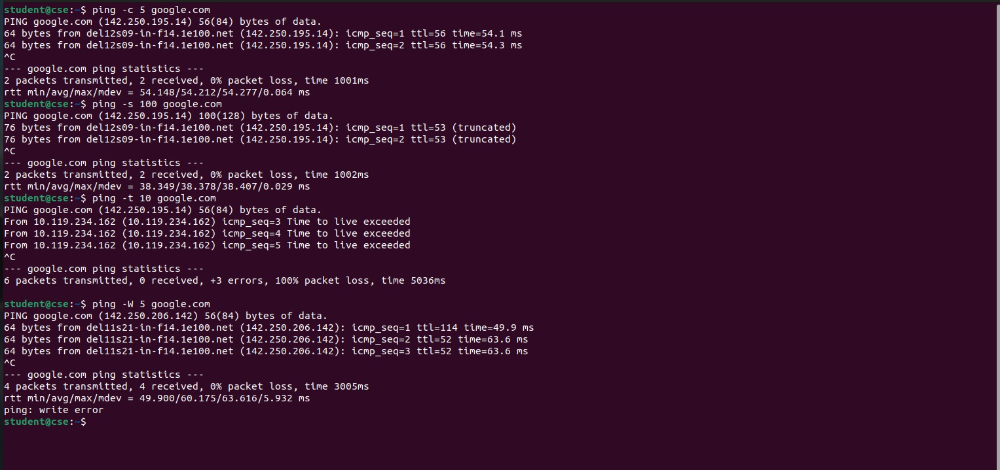 student@cse:~$ ping -c 5 google.com
PING google.com (142.250.195.14) 56(84) bytes of data.
64 bytes from del12s09-in-f14.1e100.net (142.250.195.14): icmp_seq=1 ttl=56 time=54.1 ms
64 bytes from del12s09-in-f14.1e100.net (142.250.195.14): icmp_seq=2 ttl=56 time=54.3 ms
^C
--- google.com ping statistics ---
2 packets transmitted, 2 received, 0% packet loss, time 1001ms
rtt min/avg/max/mdev = 54.148/54.212/54.277/0.064 ms
student@cse:~$ ping -s 100 google.com
PING google.com (142.250.195.14) 100(128) bytes of data.
76 bytes from del12s09-in-f14.1e100.net (142.250.195.14): icmp_seq=1 ttl=53 (truncated)
76 bytes from del12s09-in-f14.1e100.net (142.250.195.14): icmp_seq=2 ttl=53 (truncated)
^C
--- google.com ping statistics ---
2 packets transmitted, 2 received, 0% packet loss, time 1002ms
rtt min/avg/max/mdev = 38.349/38.378/38.407/0.029 ms
student@cse:~$ ping -t 10 google.com
PING google.com (142.250.195.14) 56(84) bytes of data.
From 10.119.234.162 (10.119.234.162) icmp_seq=3 Time to live exceeded
From 10.119.234.162 (10.119.234.162) icmp_seq=4 Time to live exceeded
From 10.119.234.162 (10.119.234.162) icmp_seq=5 Time to live exceeded
^C
--- google.com ping statistics ---
6 packets transmitted, 0 received, +3 errors, 100% packet loss, time 5036ms

student@cse:~$ ping -W 5 google.com
PING google.com (142.250.206.142) 56(84) bytes of data.
64 bytes from del11s21-in-f14.1e100.net (142.250.206.142): icmp_seq=1 ttl=114 time=49.9 ms
64 bytes from del11s21-in-f14.1e100.net (142.250.206.142): icmp_seq=2 ttl=52 time=63.6 ms
64 bytes from del11s21-in-f14.1e100.net (142.250.206.142): icmp_seq=3 ttl=52 time=63.6 ms
^C
--- google.com ping statistics ---
4 packets transmitted, 4 received, 0% packet loss, time 3005ms
rtt min/avg/max/mdev = 49.900/60.175/63.616/5.932 ms
ping: write error
student@cse:~$